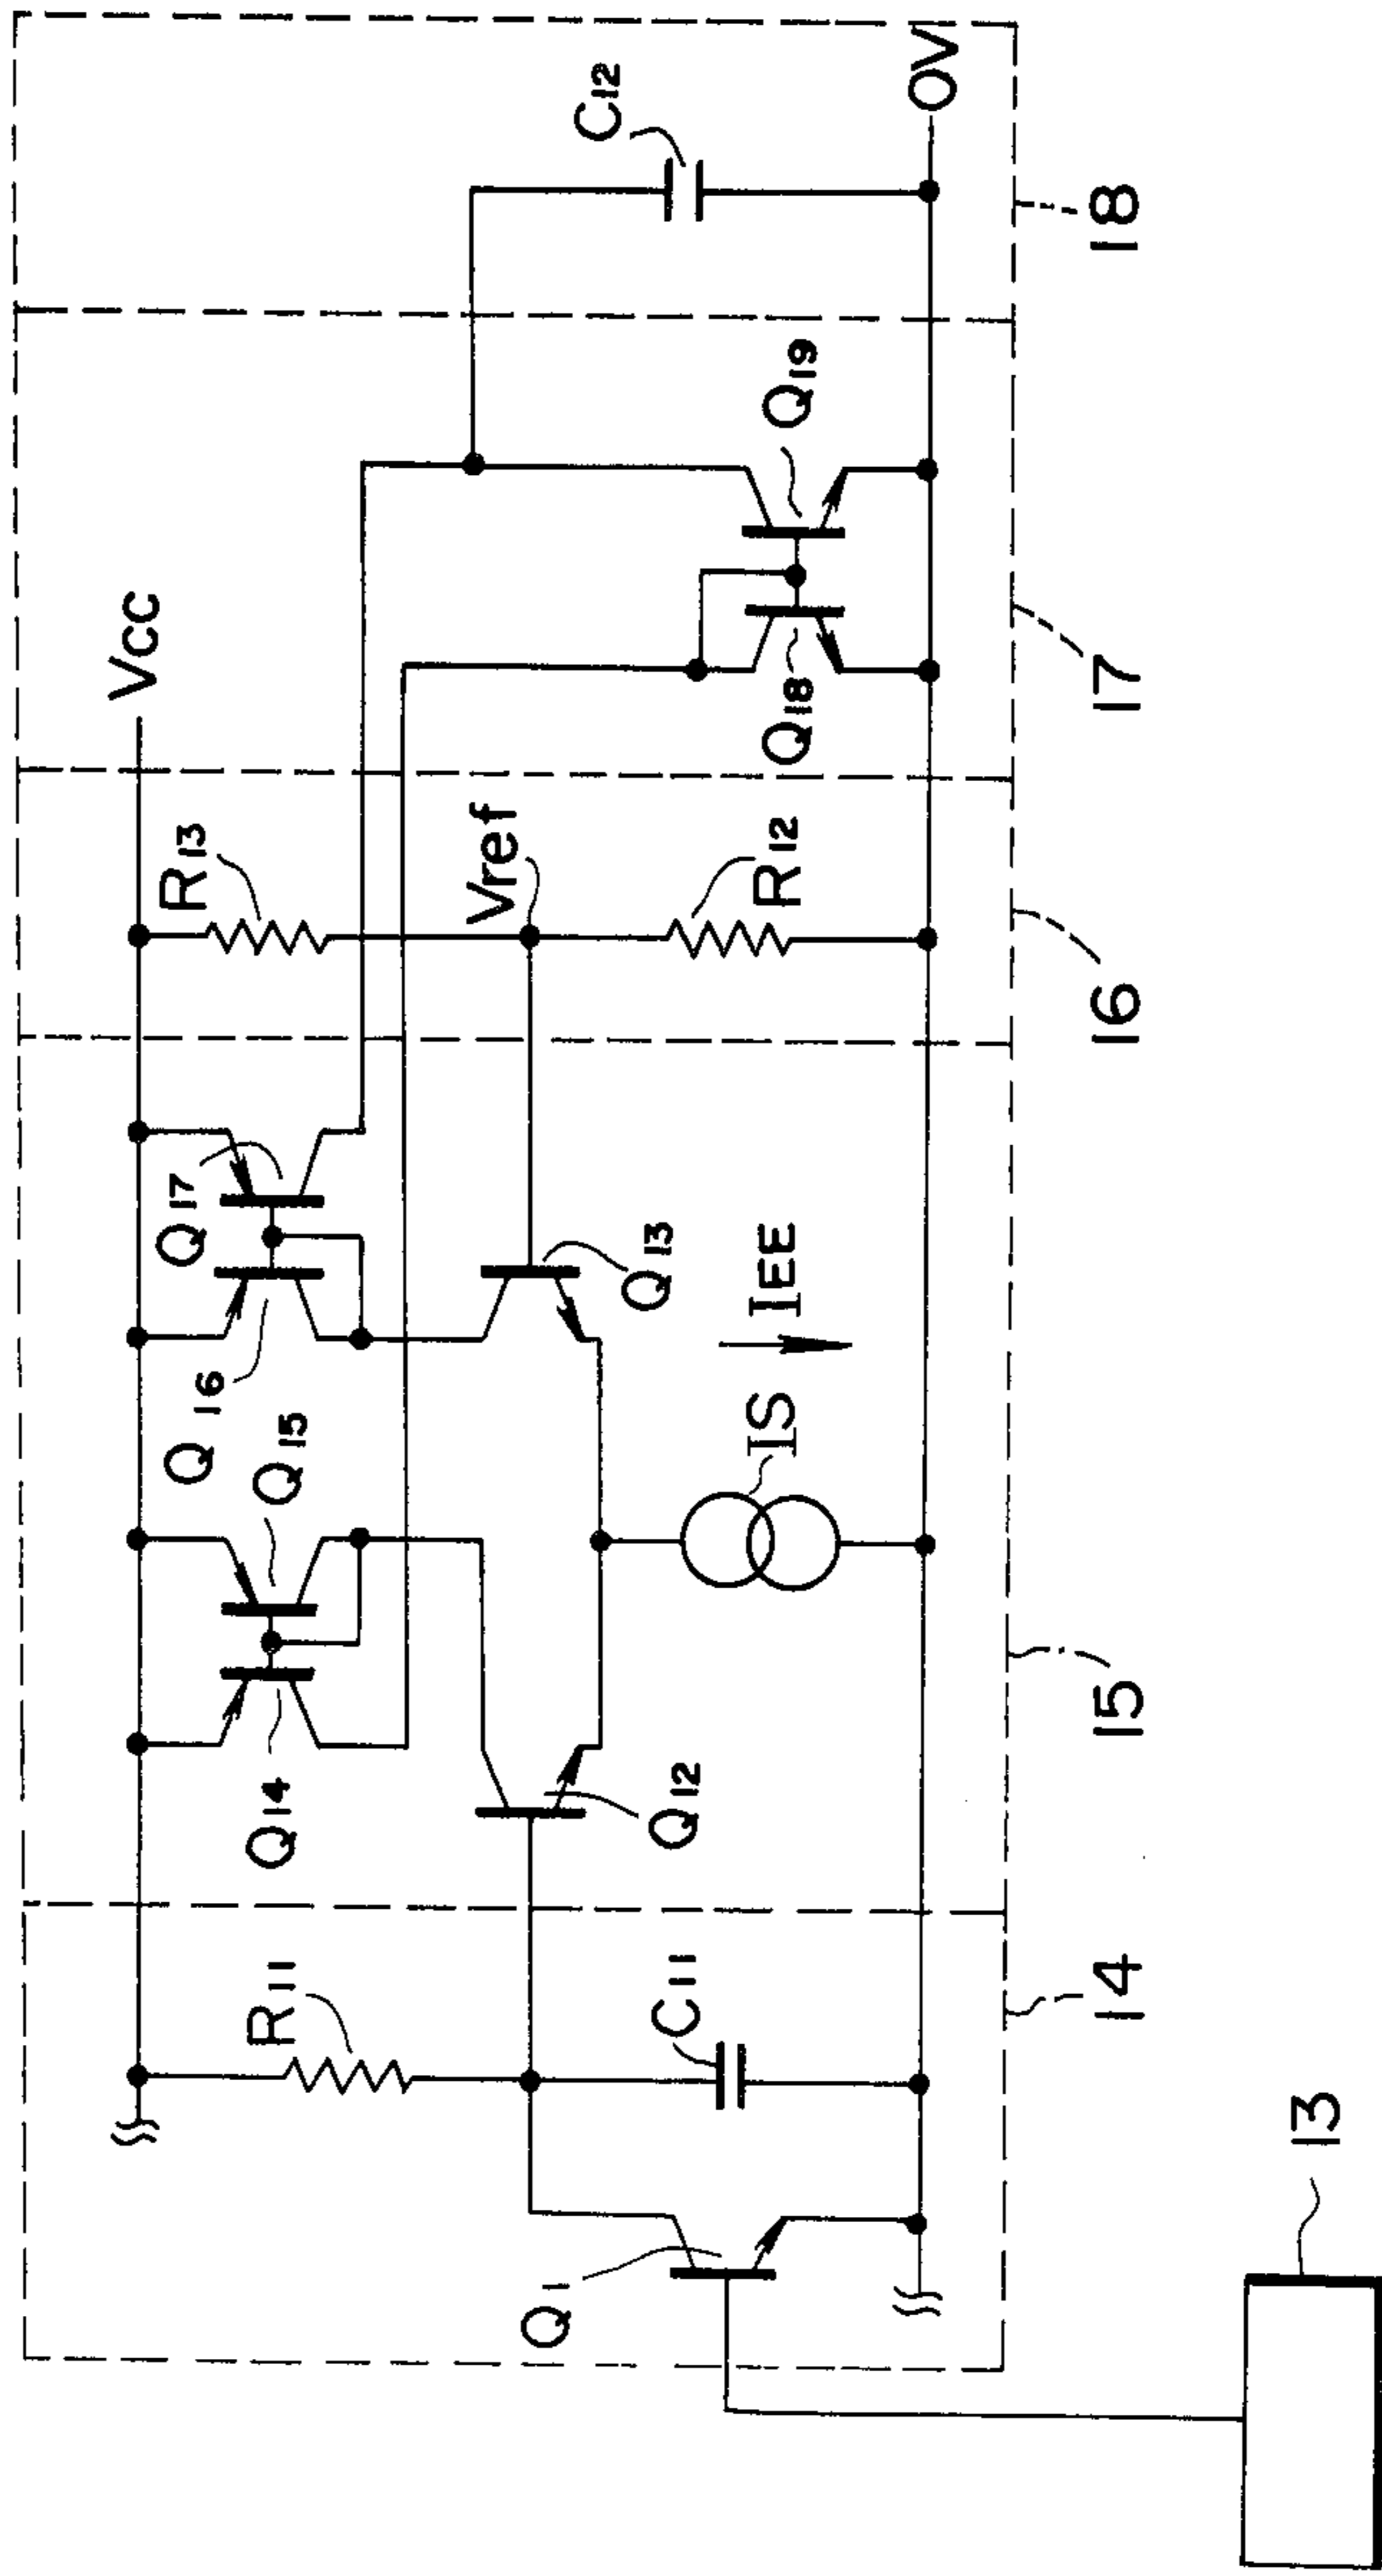 Vcc
R11
Q14
Q15
Q16
Q17
R13
C11
Q12
Q13
Vref
R12
Q18
Q19
C12
Q1
IS
IEE
0V
14
15
16
17
18
13